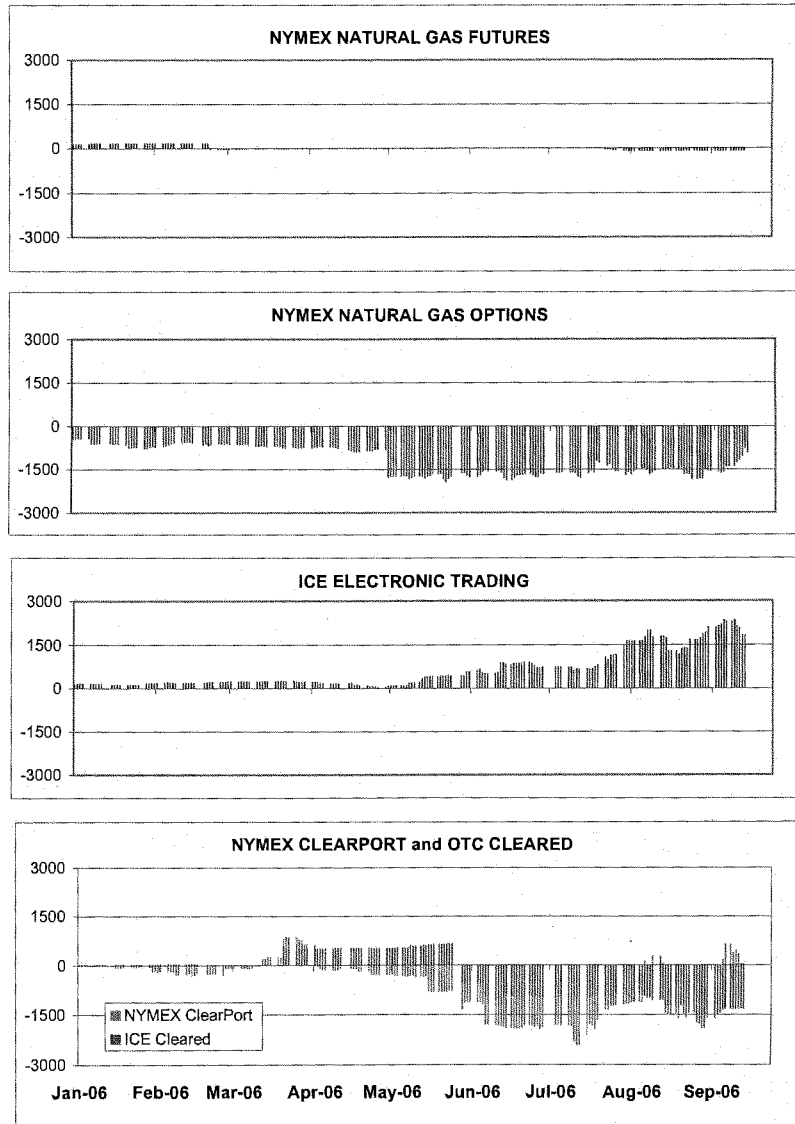 NYMEX NATURAL GAS FUTURES
3000
1500
0
-1500
-3000
NYMEX NATURAL GAS OPTIONS
3000
1500
0
-1500
-3000
ICE ELECTRONIC TRADING
3000
1500
0
-1500
-3000
NYMEX CLEARPORT and OTC CLEARED
3000
1500
0
-1500
-3000
NYMEX ClearPort
ICE Cleared
Jan-06 Feb-06 Mar-06 Apr-06 May-06 Jun-06 Jul-06 Aug-06 Sep-06